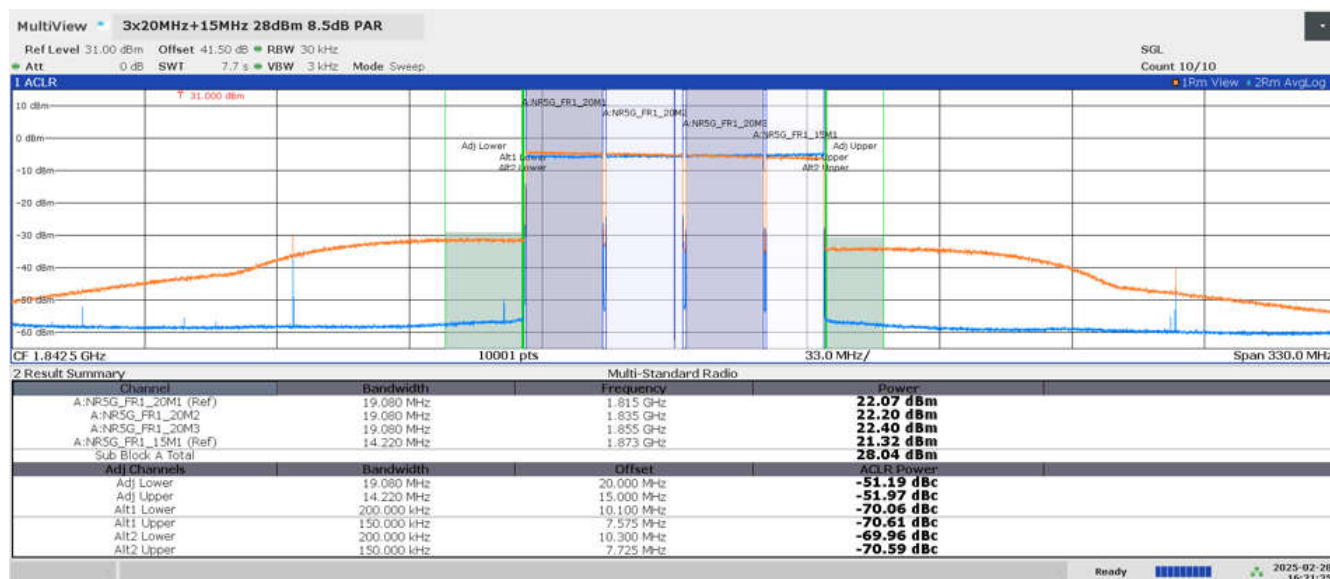 MultiView 3x20MHz+15MHz 28dBm 8.5dB PAR
Ref Level 31.00 dBm Offset 41.50 dB RBW 30 kHz SGL
Att 0 dB SWT 7.7 s VBW 3 kHz Mode Sweep Count 10/10
1 ACLR 1Rm View 2Rm AvgLog
31.000 dBm
10 dBm
A:NR5G_FR1_20M1
A:NR5G_FR1_20M2
A:NR5G_FR1_20M3
0 dBm
A:NR5G_FR1_15M1
Adj Lower Adj Upper
Alt1 Lower Upper
Alt2 Lower Alt2 Upper
-10 dBm
-20 dBm
-30 dBm
-40 dBm
-50 dBm
-60 dBm
CF 1.8425 GHz 10001 pts 33.0 MHz/ Span 330.0 MHz
2 Result Summary Multi-Standard Radio
Channel Bandwidth Frequency Power
A:NR5G_FR1_20M1 (Ref) 19.080 MHz 1.815 GHz 22.07 dBm
A:NR5G_FR1_20M2 19.080 MHz 1.835 GHz 22.20 dBm
A:NR5G_FR1_20M3 19.080 MHz 1.855 GHz 22.40 dBm
A:NR5G_FR1_15M1 (Ref) 14.220 MHz 1.873 GHz 21.32 dBm
Sub Block A Total 28.04 dBm
Adj Channels Bandwidth Offset ACLR Power
Adj Lower 19.080 MHz 20.000 MHz -51.19 dBc
Adj Upper 14.220 MHz 15.000 MHz -51.97 dBc
Alt1 Lower 200.000 kHz 10.100 MHz -70.06 dBc
Alt1 Upper 150.000 kHz 7.575 MHz -70.61 dBc
Alt2 Lower 200.000 kHz 10.300 MHz -69.96 dBc
Alt2 Upper 150.000 kHz 7.725 MHz -70.59 dBc
Ready 2025-02-28